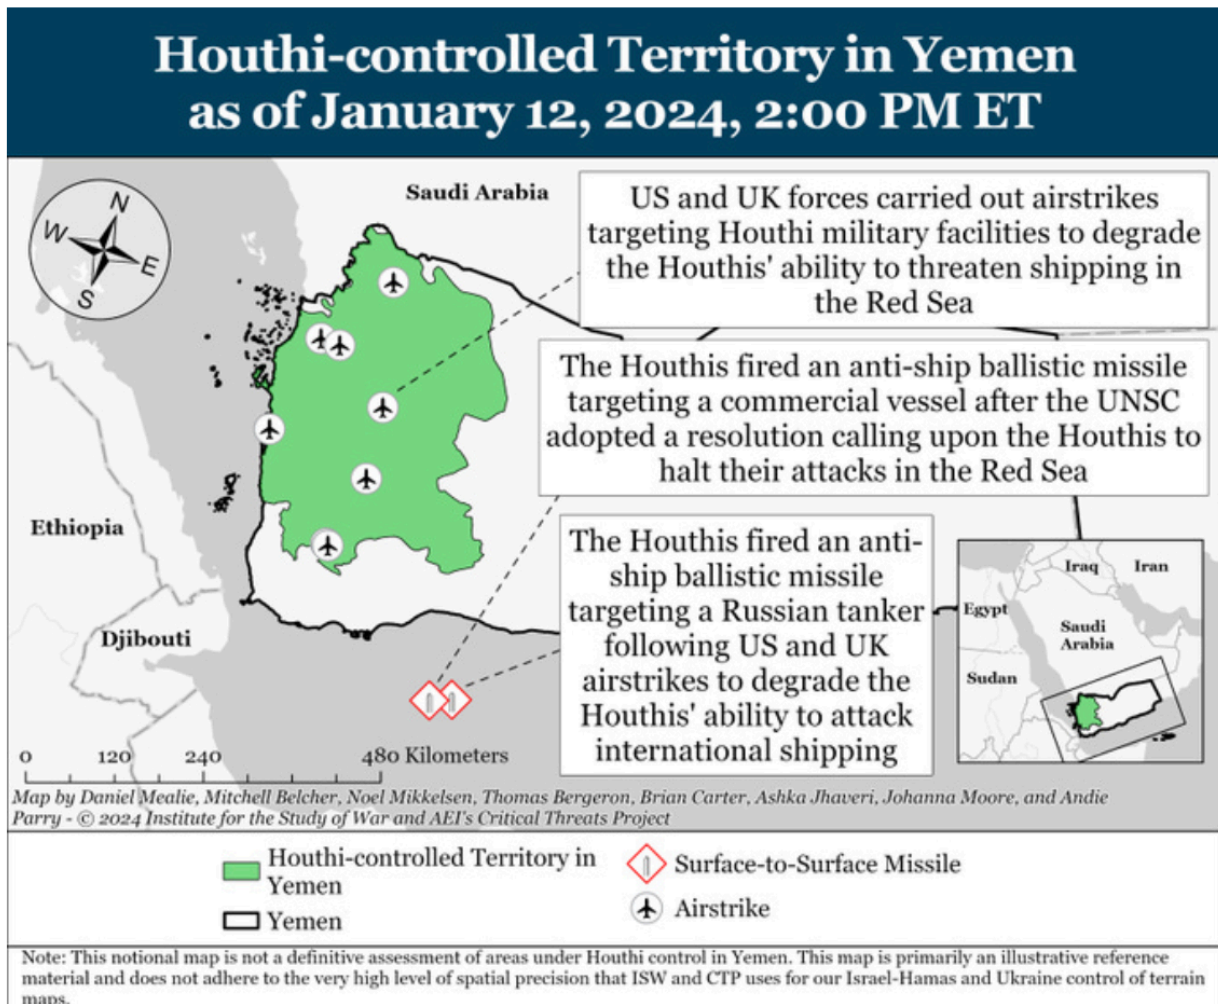 Houthi-controlled Territory in Yemen
as of January 12, 2024, 2:00 PM ET
N
W
E
S
Saudi Arabia
US and UK forces carried out airstrikes
targeting Houthi military facilities to degrade
the Houthis' ability to threaten shipping in
the Red Sea
The Houthis fired an anti-ship ballistic missile
targeting a commercial vessel after the UNSC
adopted a resolution calling upon the Houthis to
halt their attacks in the Red Sea
Ethiopia
The Houthis fired an anti-
ship ballistic missile
targeting a Russian tanker
following US and UK
airstrikes to degrade the
Houthis' ability to attack
international shipping
Djibouti
Iraq
Iran
Egypt
Saudi
Arabia
Sudan
0 120 240 480 Kilometers
Map by Daniel Mealie, Mitchell Belcher, Noel Mikkelsen, Thomas Bergeron, Brian Carter, Ashka Jhaveri, Johanna Moore, and Andie
Parry - © 2024 Institute for the Study of War and AEI's Critical Threats Project
Houthi-controlled Territory in
Yemen
Yemen
Surface-to-Surface Missile
Airstrike
Note: This notional map is not a definitive assessment of areas under Houthi control in Yemen. This map is primarily an illustrative reference
material and does not adhere to the very high level of spatial precision that ISW and CTP uses for our Israel-Hamas and Ukraine control of terrain
maps.